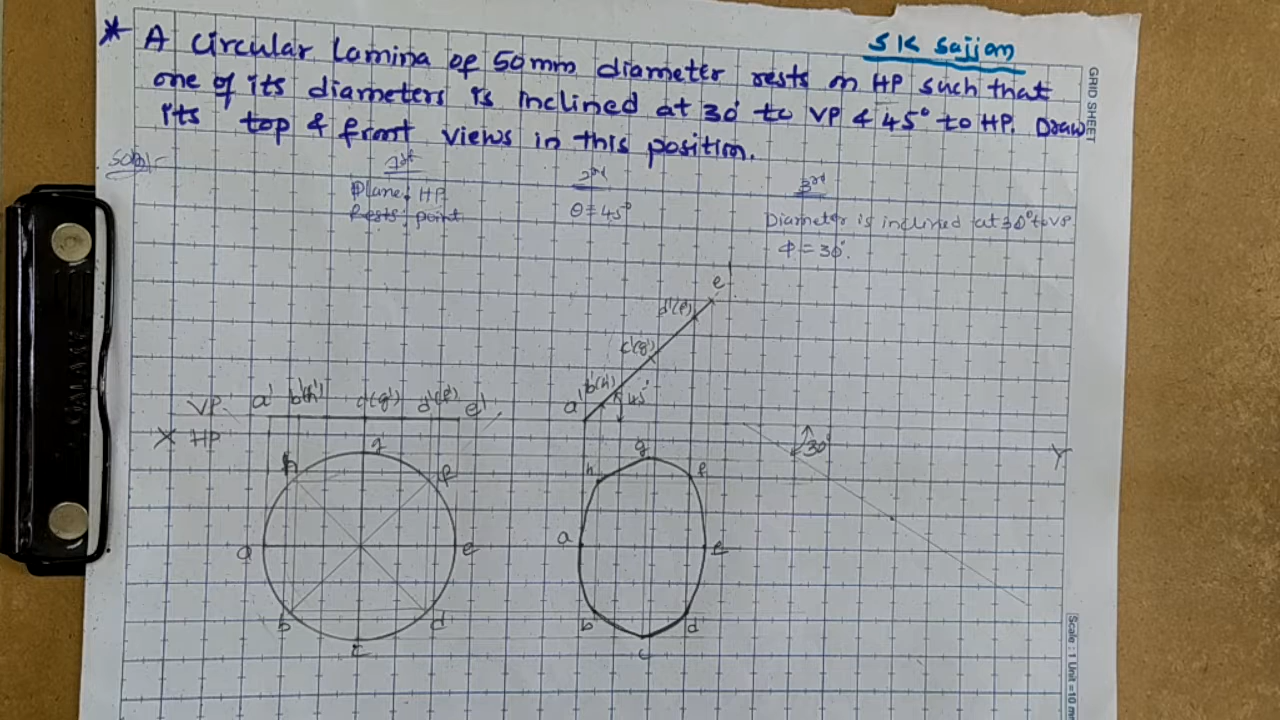 SK Sajjan
* A circular Lamina of 50mm diameter rests on HP such that
one of its diameters is inclined at 30° to VP & 45° to HP. Draw
its top & front views in this position.
GRID SHEET
Soln:-
1st
2nd
3rd
Plane: HP
Rests: point
θ = 45°
Diameter is inclined at 30° to VP
Φ = 30°.
e'
d'(f')
c'(g')
b'(h')
a'
45°
VP
a' b'(h') c'(g') d'(f') e'
X HP
30°
Y
g
h
f
a
e
b
d
c
g
h
f
a
e
b
d
c
Scale : 1 Unit = 10 m